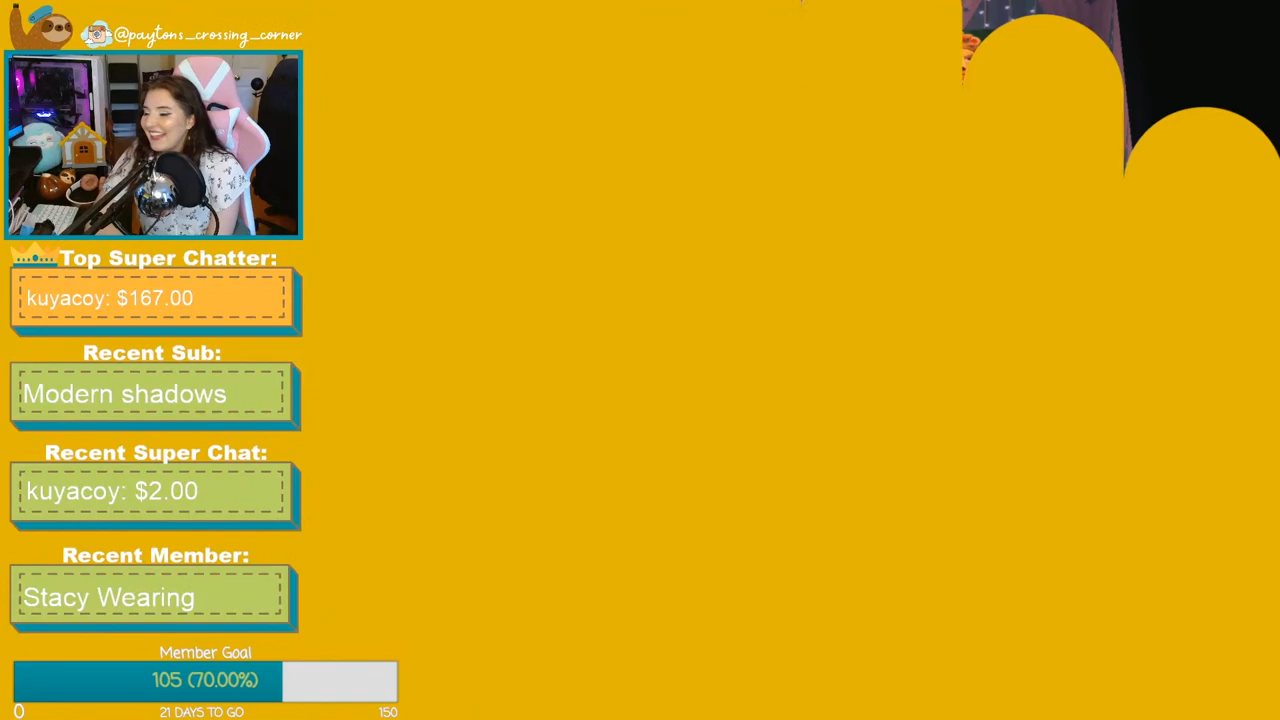 @paytons_crossing_corner
Top Super Chatter:
kuyacoy: $167.00
Recent Sub:
Modern shadows
Recent Super Chat:
kuyacoy: $2.00
Recent Member:
Stacy Wearing
Member Goal
105 (70.00%)
0 21 DAYS TO GO 150